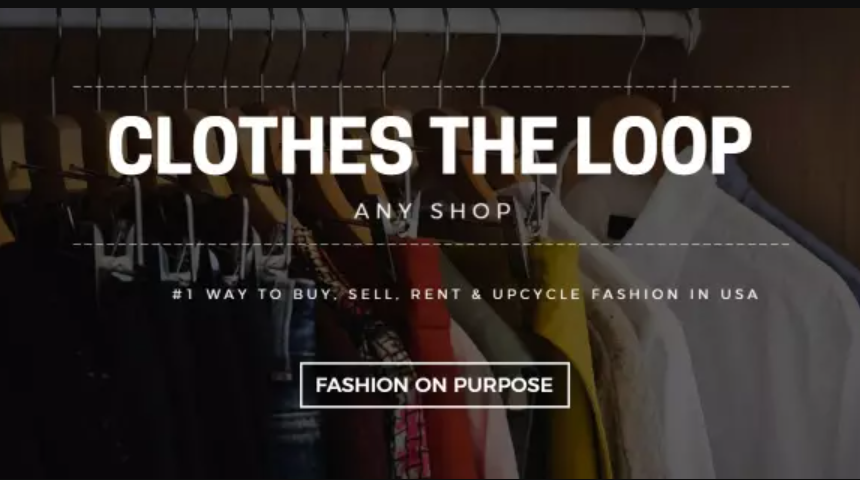 CLOTHES THE LOOP
ANY SHOP
#1 WAY TO BUY, SELL, RENT & UPCYCLE FASHION IN USA
FASHION ON PURPOSE